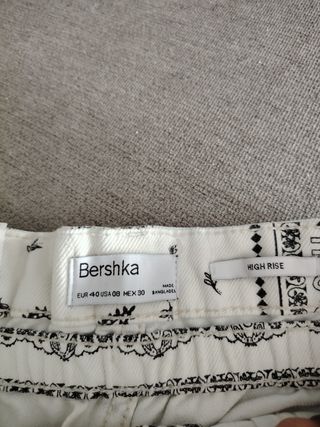 Bershka
EUR 40 USA 08 MEX 30
MADE
BANGLADESH
HIGH RISE